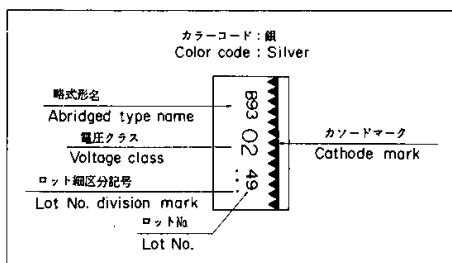 カラーコード：銀
Color code : Silver
略式形名
Abridged type name
電圧クラス
Voltage class
ロット細区分記号
Lot No. division mark
ロットNo.
Lot No.
B93 02 49
カソードマーク
Cathode mark